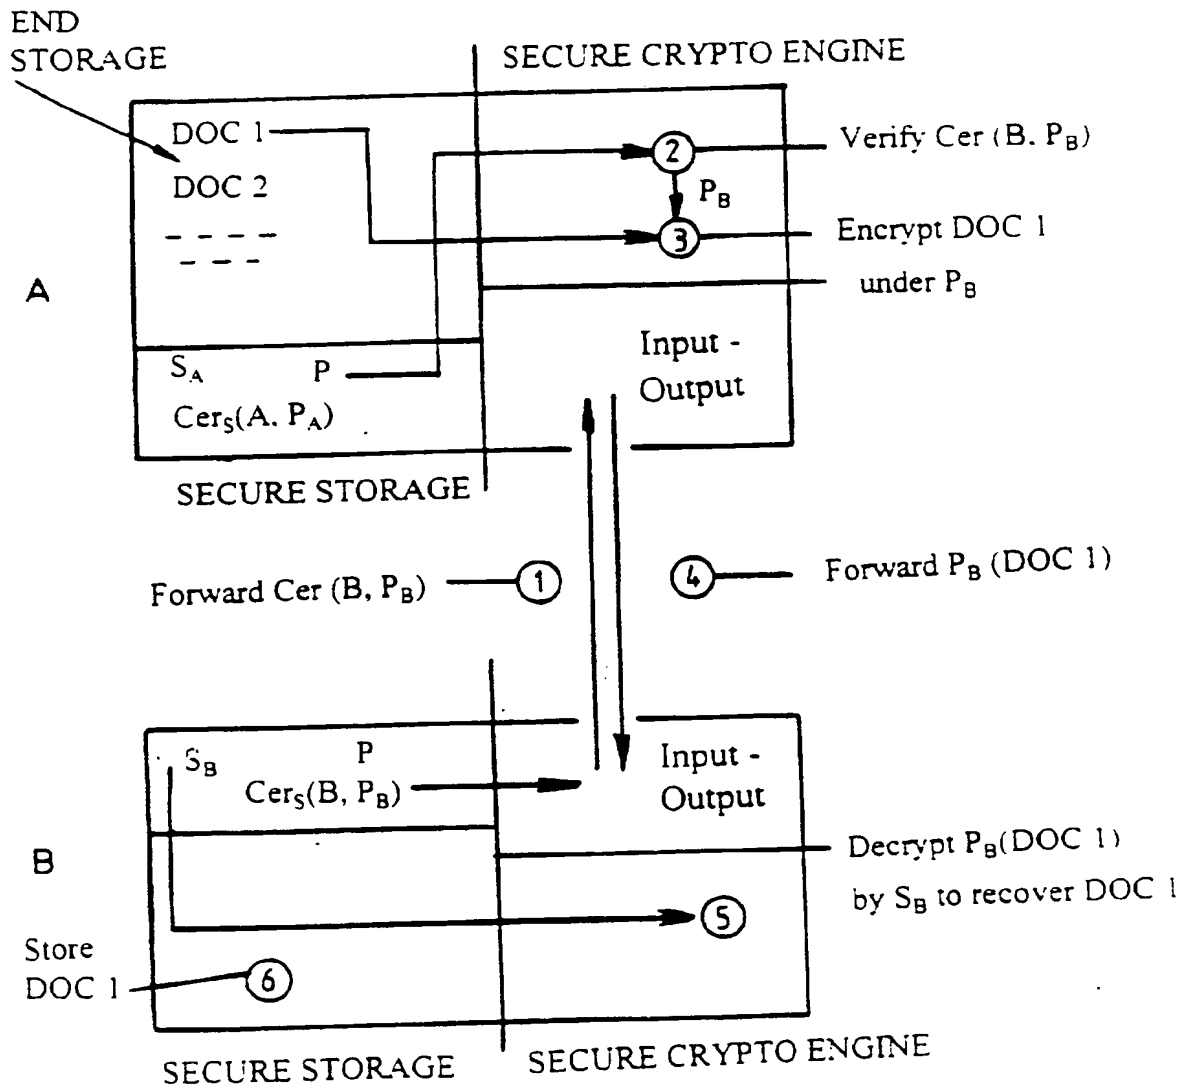 END
STORAGE
SECURE CRYPTO ENGINE
DOC 1
DOC 2
A
2
Verify Cer (B. P_B)
P_B
3
Encrypt DOC 1
under P_B
S_A P
Cer_S(A. P_A)
Input -
Output
SECURE STORAGE
Forward Cer (B, P_B)
1
4
Forward P_B (DOC 1)
S_B P
Cer_S(B, P_B)
Input -
Output
B
Decrypt P_B(DOC 1)
by S_B to recover DOC 1
5
Store
DOC 1
6
SECURE STORAGE
SECURE CRYPTO ENGINE